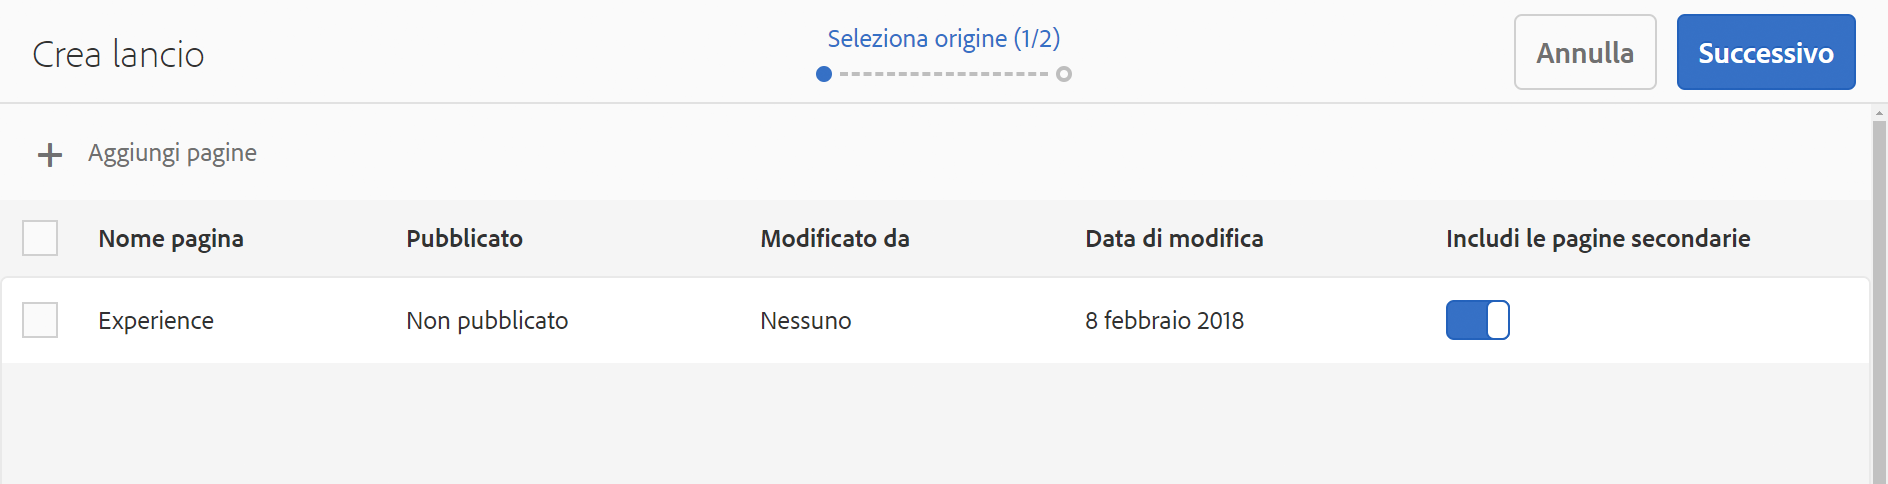 Crea lancio
Seleziona origine (1/2)
Annulla
Successivo
Aggiungi pagine
Nome pagina Pubblicato Modificato da Data di modifica Includi le pagine secondarie
Experience Non pubblicato Nessuno 8 febbraio 2018